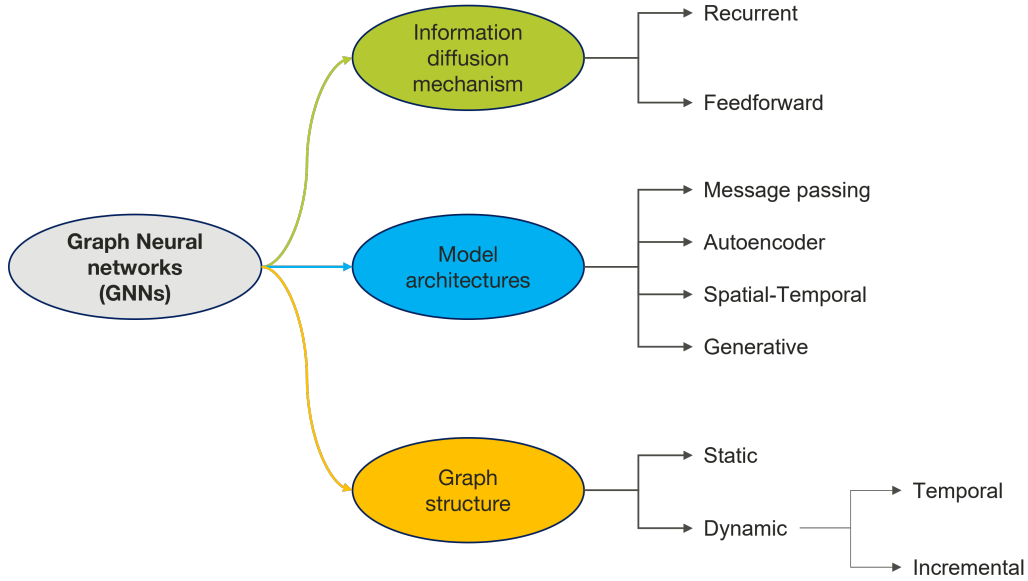 Graph Neural
networks
(GNNs)
Information
diffusion
mechanism
Recurrent
Feedforward
Model
architectures
Message passing
Autoencoder
Spatial-Temporal
Generative
Graph
structure
Static
Dynamic
Temporal
Incremental